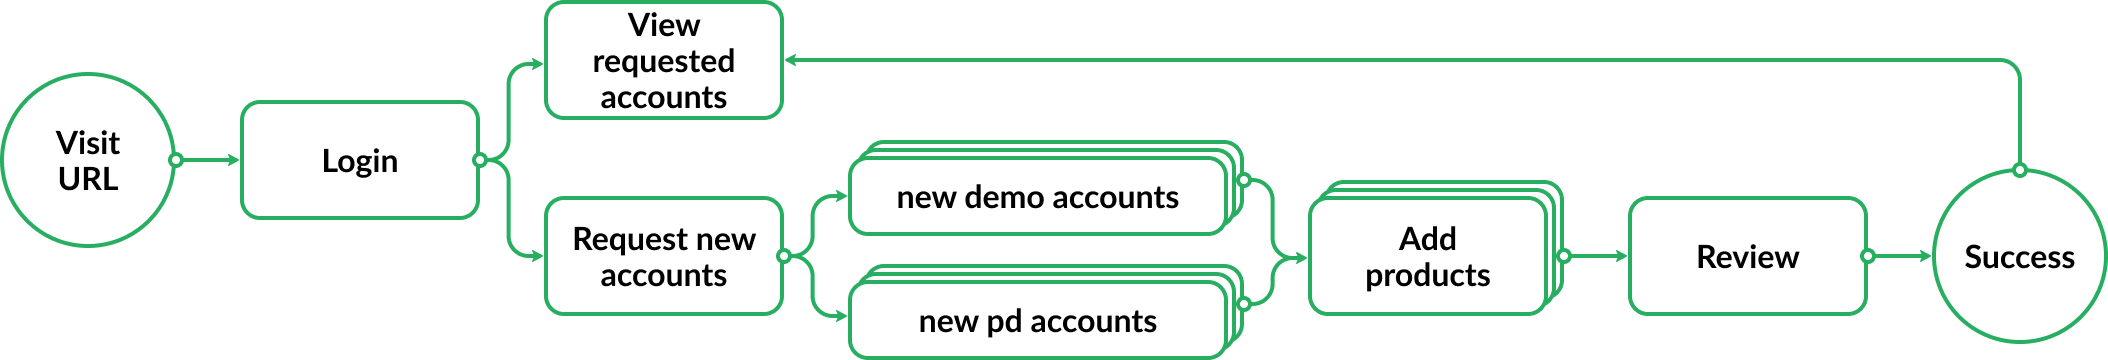 Visit
URL
Login
View
requested
accounts
Request new
accounts
new demo accounts
new pd accounts
Add
products
Review
Success